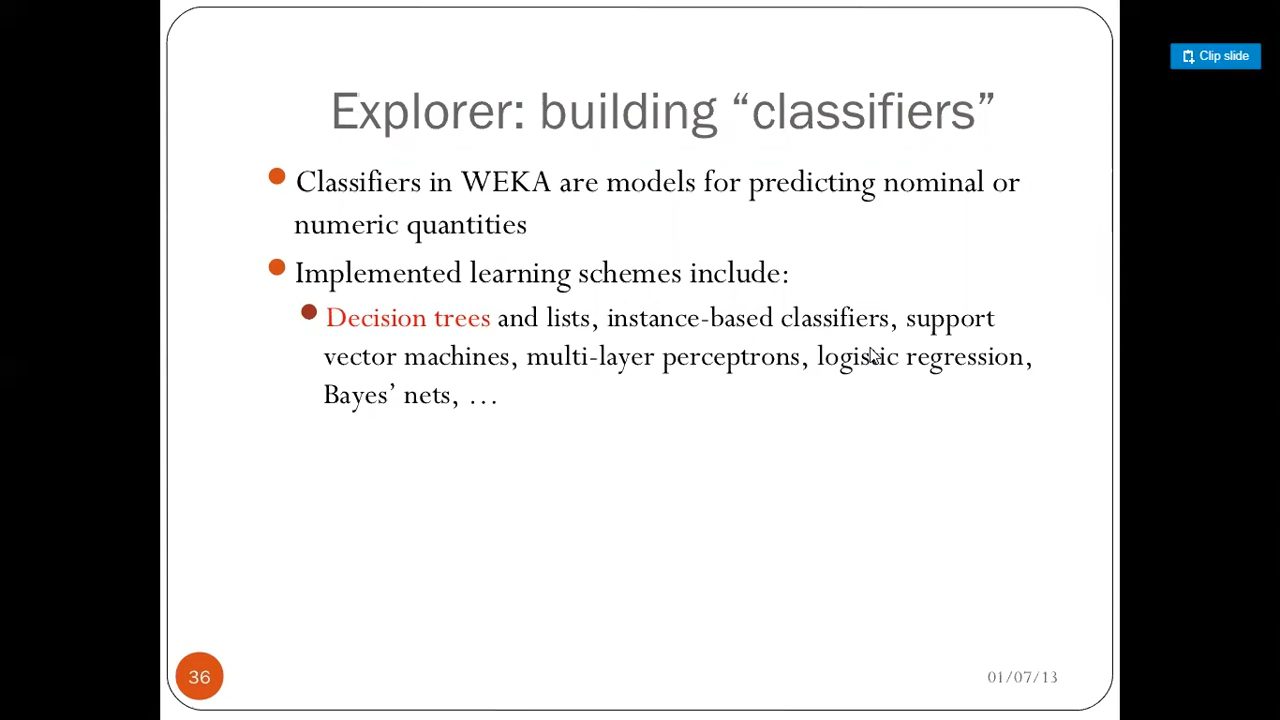 Clip slide
Explorer: building “classifiers”
Classifiers in WEKA are models for predicting nominal or
numeric quantities
Implemented learning schemes include:
Decision trees and lists, instance-based classifiers, support
vector machines, multi-layer perceptrons, logistic regression,
Bayes’ nets, …
36
01/07/13